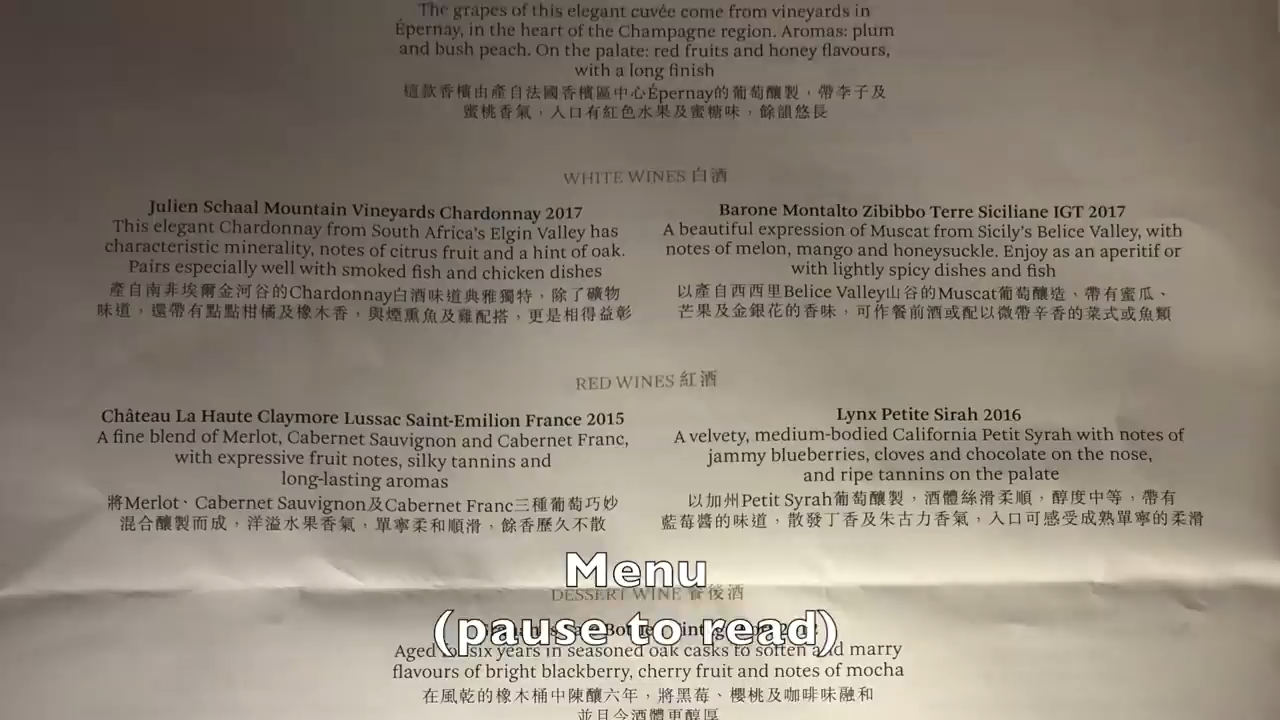 The grapes of this elegant cuvée come from vineyards in
Épernay, in the heart of the Champagne region. Aromas: plum
and bush peach. On the palate: red fruits and honey flavours,
with a long finish
這款香檳由產自法國香檳區中心Épernay的葡萄釀製，帶李子及
蜜桃香氣，入口有紅色水果及蜜糖味，餘韻悠長
WHITE WINES 白酒
Julien Schaal Mountain Vineyards Chardonnay 2017
This elegant Chardonnay from South Africa's Elgin Valley has
characteristic minerality, notes of citrus fruit and a hint of oak.
Pairs especially well with smoked fish and chicken dishes
產自南非埃爾金河谷的Chardonnay白酒味道典雅獨特，除了礦物
味道，還帶有點點柑橘及橡木香，與煙熏魚及雞配搭，更是相得益彰
Barone Montalto Zibibbo Terre Siciliane IGT 2017
A beautiful expression of Muscat from Sicily's Belice Valley, with
notes of melon, mango and honeysuckle. Enjoy as an aperitif or
with lightly spicy dishes and fish
以產自西西里Belice Valley山谷的Muscat葡萄釀造，帶有蜜瓜、
芒果及金銀花的香味，可作餐前酒或配以微帶辛香的菜式或魚類
RED WINES 紅酒
Château La Haute Claymore Lussac Saint-Emilion France 2015
A fine blend of Merlot, Cabernet Sauvignon and Cabernet Franc,
with expressive fruit notes, silky tannins and
long-lasting aromas
將Merlot、Cabernet Sauvignon及Cabernet Franc三種葡萄巧妙
混合釀製而成，洋溢水果香氣，單寧柔和順滑，餘香歷久不散
Lynx Petite Sirah 2016
A velvety, medium-bodied California Petit Syrah with notes of
jammy blueberries, cloves and chocolate on the nose,
and ripe tannins on the palate
以加州Petit Syrah葡萄釀製，酒體絲滑柔順，醇度中等，帶有
藍莓醬的味道，散發丁香及朱古力香氣，入口可感受成熟單寧的柔滑
Menu
DESSERT WINE 餐後酒
(pause to read)
Aged six years in seasoned oak casks to soften and marry
flavours of bright blackberry, cherry fruit and notes of mocha
在風乾的橡木桶中陳釀六年，將黑莓、櫻桃及咖啡味融和
並且令酒體更醇厚